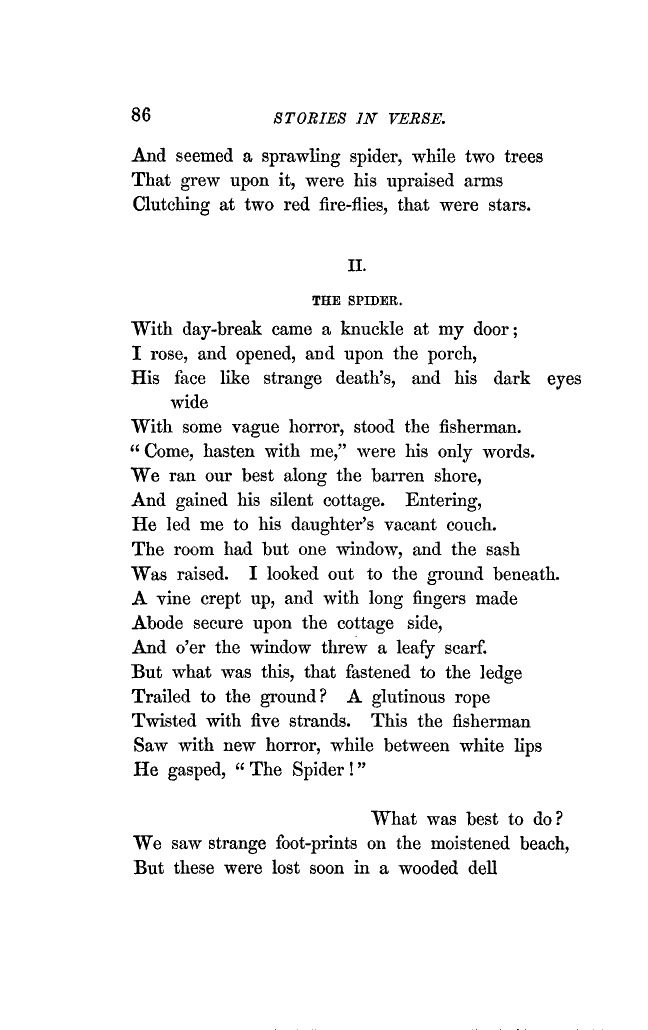 86 STORIES IN VERSE.
And seemed a sprawling spider, while two trees
That grew upon it, were his upraised arms
Clutching at two red fire-flies, that were stars.
II.
THE SPIDER.
With day-break came a knuckle at my door;
I rose, and opened, and upon the porch,
His face like strange death's, and his dark eyes
wide
With some vague horror, stood the fisherman.
“Come, hasten with me,” were his only words.
We ran our best along the barren shore,
And gained his silent cottage. Entering,
He led me to his daughter's vacant couch.
The room had but one window, and the sash
Was raised. I looked out to the ground beneath.
A vine crept up, and with long fingers made
Abode secure upon the cottage side,
And o'er the window threw a leafy scarf.
But what was this, that fastened to the ledge
Trailed to the ground? A glutinous rope
Twisted with five strands. This the fisherman
Saw with new horror, while between white lips
He gasped, “The Spider!”
What was best to do?
We saw strange foot-prints on the moistened beach,
But these were lost soon in a wooded dell